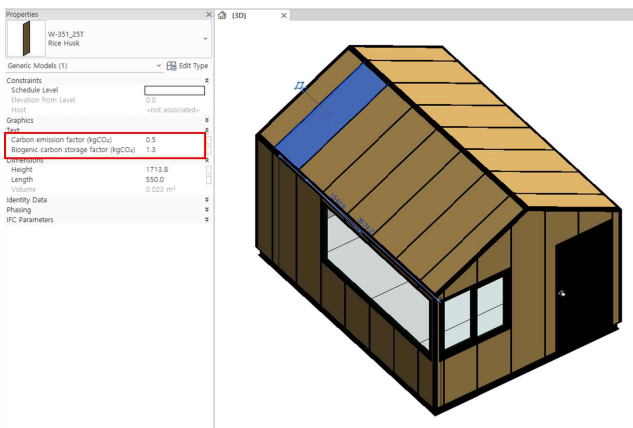 Properties
W-351_25T
Rice Husk
Generic Models (1)
Edit Type
Constraints
Schedule Level
Elevation from Level 0.0
Host <not associated>
Graphics
Text
Carbon emission factor (kgCO₂) 0.5
Biogenic carbon storage factor (kgCO₂) 1.3
Dimensions
Height 1713.8
Length 550.0
Volume 0.023 m³
Identity Data
Phasing
IFC Parameters
{3D}